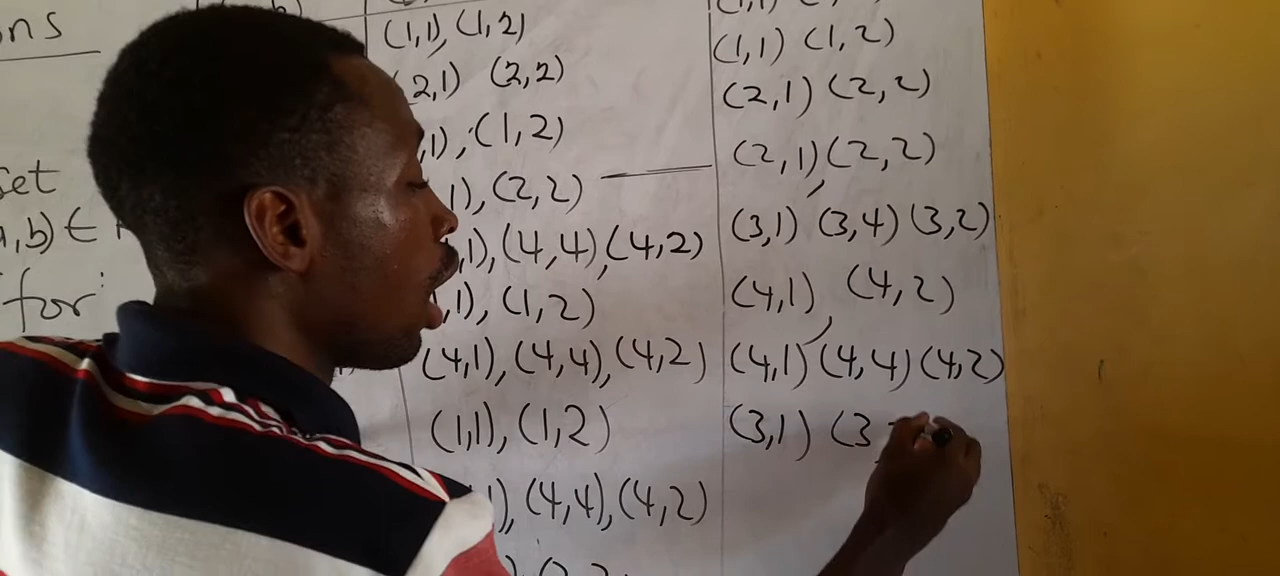 ns
set
,b) ∈
for
(1,1), (1,2)
2,1) (2,2)
,1), (1,2)
1), (2,2)
,1), (4,4), (4,2)
,1), (1,2)
(4,1), (4,4), (4,2)
(1,1), (1,2)
1), (4,4), (4,2)
(1,1) (1,2)
(2,1) (2,2)
(2,1), (2,2)
(3,1) (3,4) (3,2)
(4,1), (4,2)
(4,1) (4,4) (4,2)
(3,1) (3